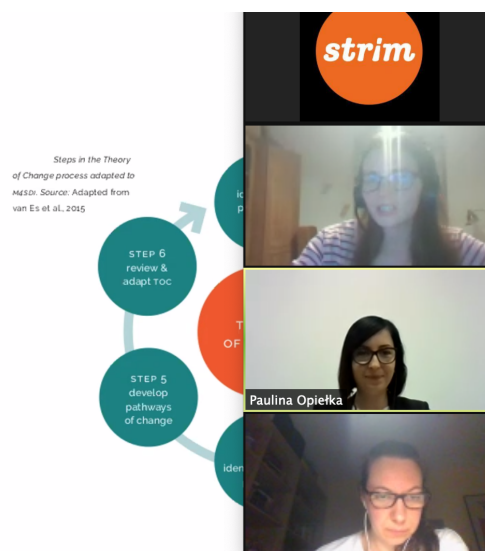 strim
Steps in the Theory
of Change process adapted to
M4SDI. Source: Adapted from
van Es et al., 2015
STEP 6
review &
adapt TOC
STEP 5
develop
pathways
of change
OF
Paulina Opiełka